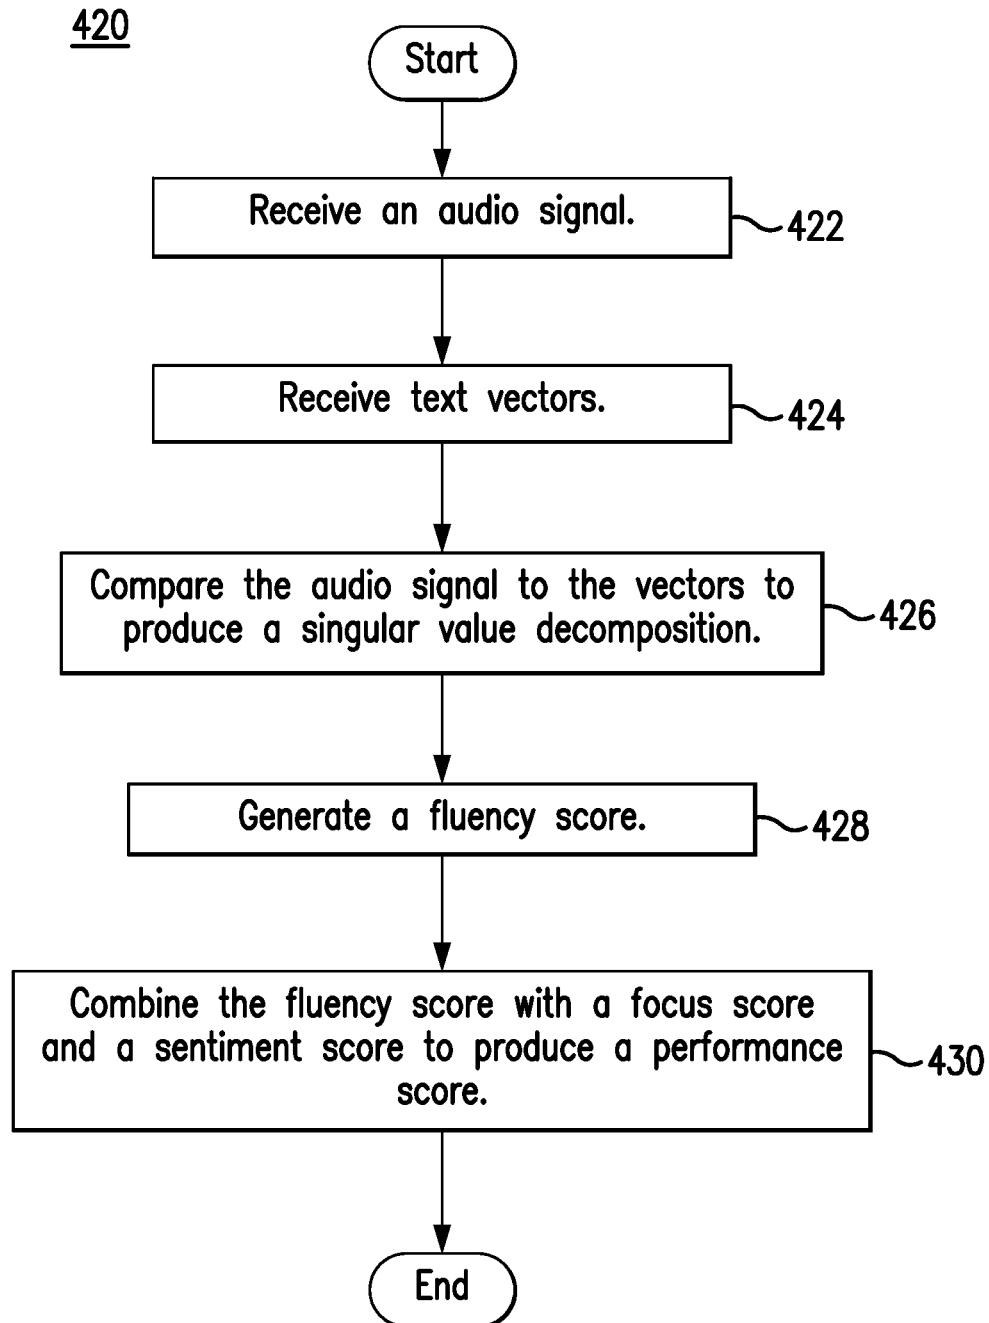 420
Start
Receive an audio signal.
422
Receive text vectors.
424
Compare the audio signal to the vectors to
produce a singular value decomposition.
426
Generate a fluency score.
428
Combine the fluency score with a focus score
and a sentiment score to produce a performance
score.
430
End